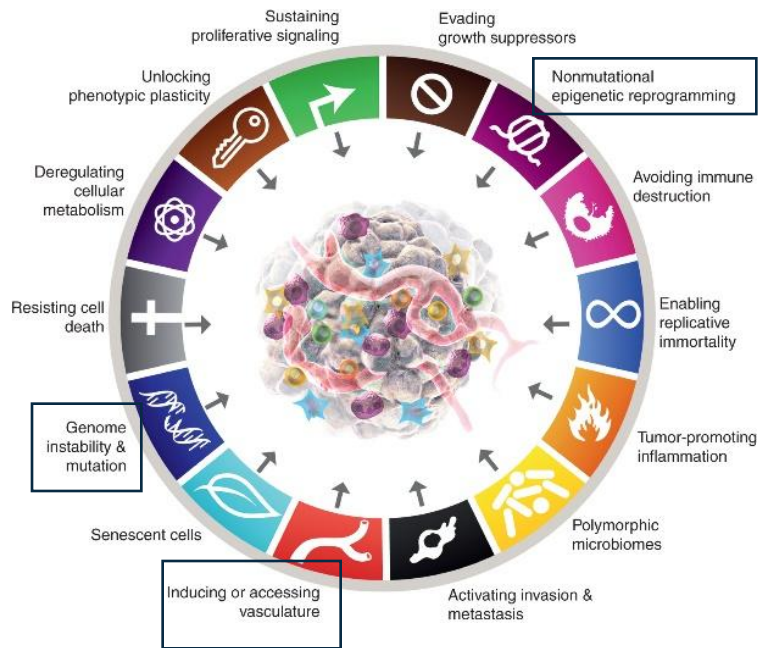 Sustaining
proliferative signaling
Evading
growth suppressors
Nonmutational
epigenetic reprogramming
Avoiding immune
destruction
Enabling
replicative
immortality
Tumor-promoting
inflammation
Polymorphic
microbiomes
Activating invasion &
metastasis
Inducing or accessing
vasculature
Senescent cells
Genome
instability &
mutation
Resisting cell
death
Deregulating
cellular
metabolism
Unlocking
phenotypic plasticity